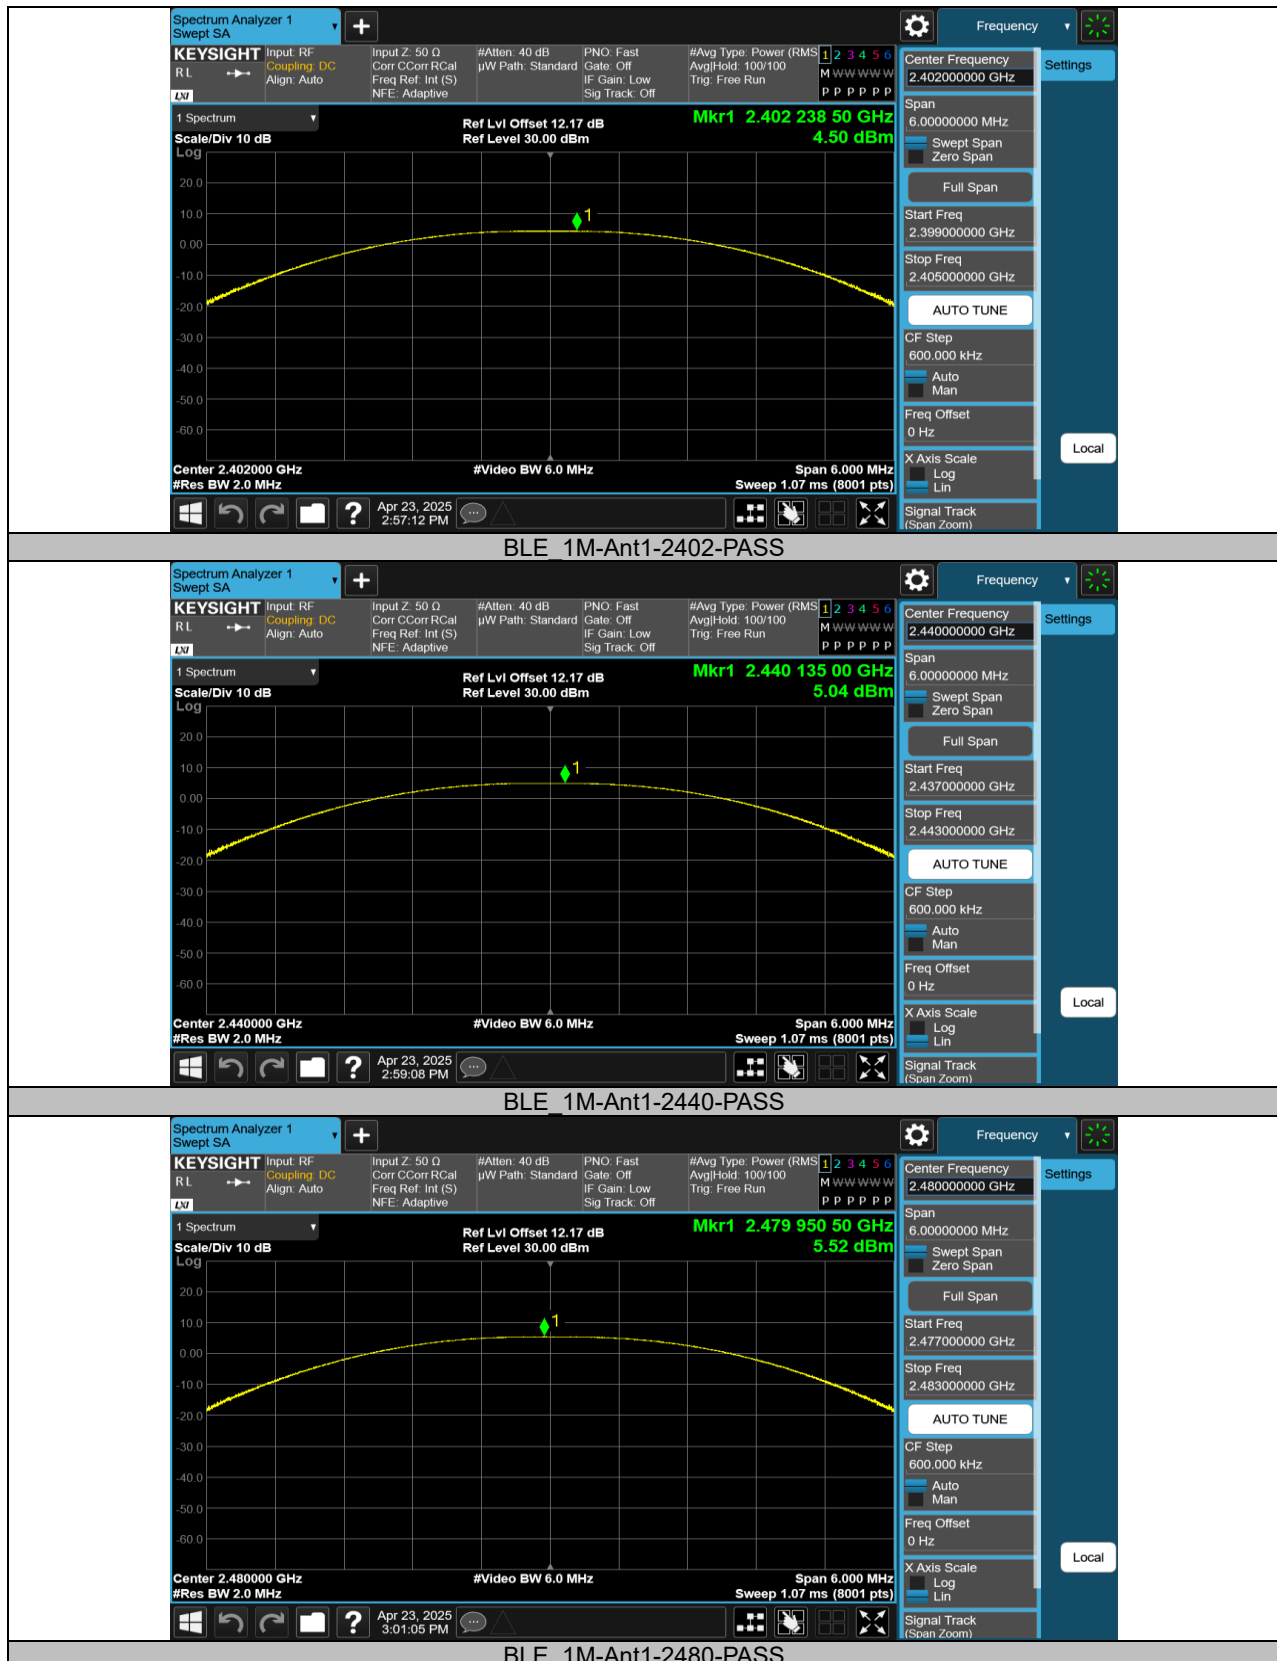 Spectrum Analyzer 1
Swept SA
+
Frequency
KEYSIGHT
R L
LXI
Input: RF
Coupling: DC
Align: Auto
Input Z: 50 Ω
Corr CCorr RCal
Freq Ref: Int (S)
NFE: Adaptive
#Atten: 40 dB
µW Path: Standard
PNO: Fast
Gate: Off
IF Gain: Low
Sig Track: Off
#Avg Type: Power (RMS
Avg|Hold: 100/100
Trig: Free Run
1 2 3 4 5 6
M W W W W W
P P P P P P
Center Frequency
2.402000000 GHz
Settings
1 Spectrum
Scale/Div 10 dB
Log
Ref Lvl Offset 12.17 dB
Ref Level 30.00 dBm
Mkr1 2.402 238 50 GHz
4.50 dBm
1
20.0
10.0
0.00
-10.0
-20.0
-30.0
-40.0
-50.0
-60.0
Span
6.00000000 MHz
Swept Span
Zero Span
Full Span
Start Freq
2.399000000 GHz
Stop Freq
2.405000000 GHz
AUTO TUNE
CF Step
600.000 kHz
Auto
Man
Freq Offset
0 Hz
X Axis Scale
Log
Lin
Signal Track
(Span Zoom)
Local
Center 2.402000 GHz
#Res BW 2.0 MHz
#Video BW 6.0 MHz
Span 6.000 MHz
Sweep 1.07 ms (8001 pts)
?
Apr 23, 2025
2:57:12 PM
BLE_1M-Ant1-2402-PASS
Spectrum Analyzer 1
Swept SA
+
Frequency
KEYSIGHT
R L
LXI
Input: RF
Coupling: DC
Align: Auto
Input Z: 50 Ω
Corr CCorr RCal
Freq Ref: Int (S)
NFE: Adaptive
#Atten: 40 dB
µW Path: Standard
PNO: Fast
Gate: Off
IF Gain: Low
Sig Track: Off
#Avg Type: Power (RMS
Avg|Hold: 100/100
Trig: Free Run
1 2 3 4 5 6
M W W W W W
P P P P P P
Center Frequency
2.440000000 GHz
Settings
1 Spectrum
Scale/Div 10 dB
Log
Ref Lvl Offset 12.17 dB
Ref Level 30.00 dBm
Mkr1 2.440 135 00 GHz
5.04 dBm
1
20.0
10.0
0.00
-10.0
-20.0
-30.0
-40.0
-50.0
-60.0
Span
6.00000000 MHz
Swept Span
Zero Span
Full Span
Start Freq
2.437000000 GHz
Stop Freq
2.443000000 GHz
AUTO TUNE
CF Step
600.000 kHz
Auto
Man
Freq Offset
0 Hz
X Axis Scale
Log
Lin
Signal Track
(Span Zoom)
Local
Center 2.440000 GHz
#Res BW 2.0 MHz
#Video BW 6.0 MHz
Span 6.000 MHz
Sweep 1.07 ms (8001 pts)
?
Apr 23, 2025
2:59:08 PM
BLE_1M-Ant1-2440-PASS
Spectrum Analyzer 1
Swept SA
+
Frequency
KEYSIGHT
R L
LXI
Input: RF
Coupling: DC
Align: Auto
Input Z: 50 Ω
Corr CCorr RCal
Freq Ref: Int (S)
NFE: Adaptive
#Atten: 40 dB
µW Path: Standard
PNO: Fast
Gate: Off
IF Gain: Low
Sig Track: Off
#Avg Type: Power (RMS
Avg|Hold: 100/100
Trig: Free Run
1 2 3 4 5 6
M W W W W W
P P P P P P
Center Frequency
2.480000000 GHz
Settings
1 Spectrum
Scale/Div 10 dB
Log
Ref Lvl Offset 12.17 dB
Ref Level 30.00 dBm
Mkr1 2.479 950 50 GHz
5.52 dBm
1
20.0
10.0
0.00
-10.0
-20.0
-30.0
-40.0
-50.0
-60.0
Span
6.00000000 MHz
Swept Span
Zero Span
Full Span
Start Freq
2.477000000 GHz
Stop Freq
2.483000000 GHz
AUTO TUNE
CF Step
600.000 kHz
Auto
Man
Freq Offset
0 Hz
X Axis Scale
Log
Lin
Signal Track
(Span Zoom)
Local
Center 2.480000 GHz
#Res BW 2.0 MHz
#Video BW 6.0 MHz
Span 6.000 MHz
Sweep 1.07 ms (8001 pts)
?
Apr 23, 2025
3:01:05 PM
BLE_1M-Ant1-2480-PASS